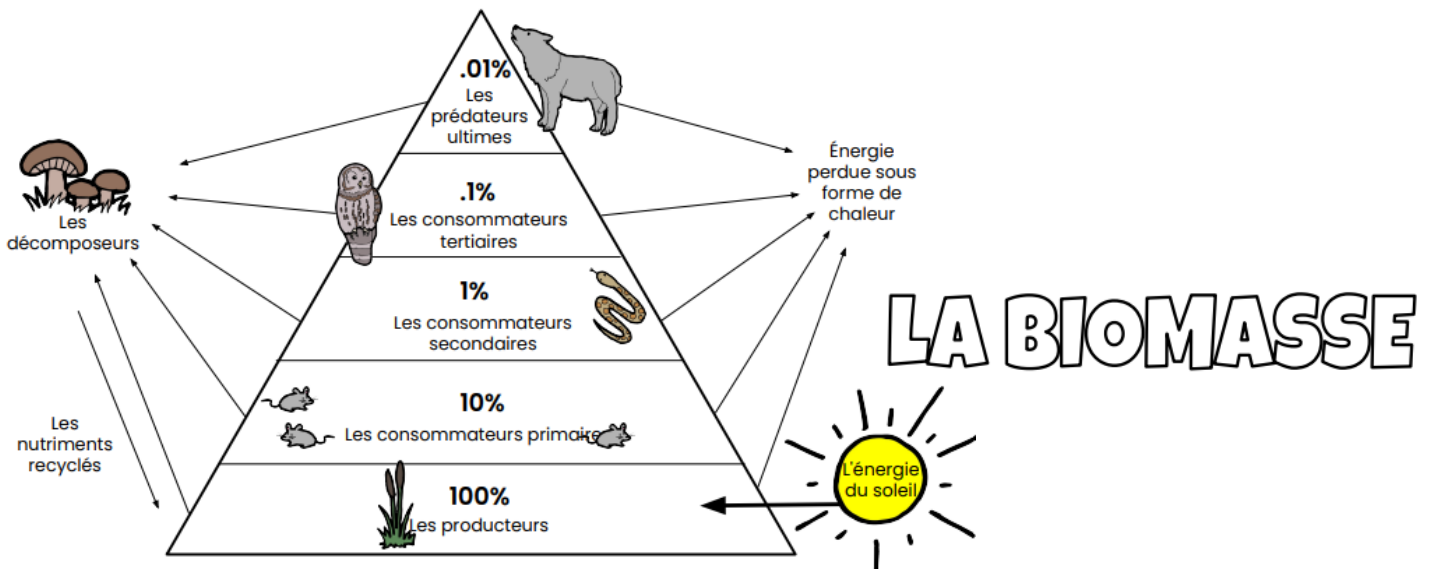 .01%
Les
prédateurs
ultimes
.1%
Les consommateurs
tertiaires
1%
Les consommateurs
secondaires
10%
Les consommateurs primaire
100%
Les producteurs
Les
décomposeurs
Les
nutriments
recyclés
Énergie
perdue sous
forme de
chaleur
LA BIOMASSE
L'énergie
du soleil